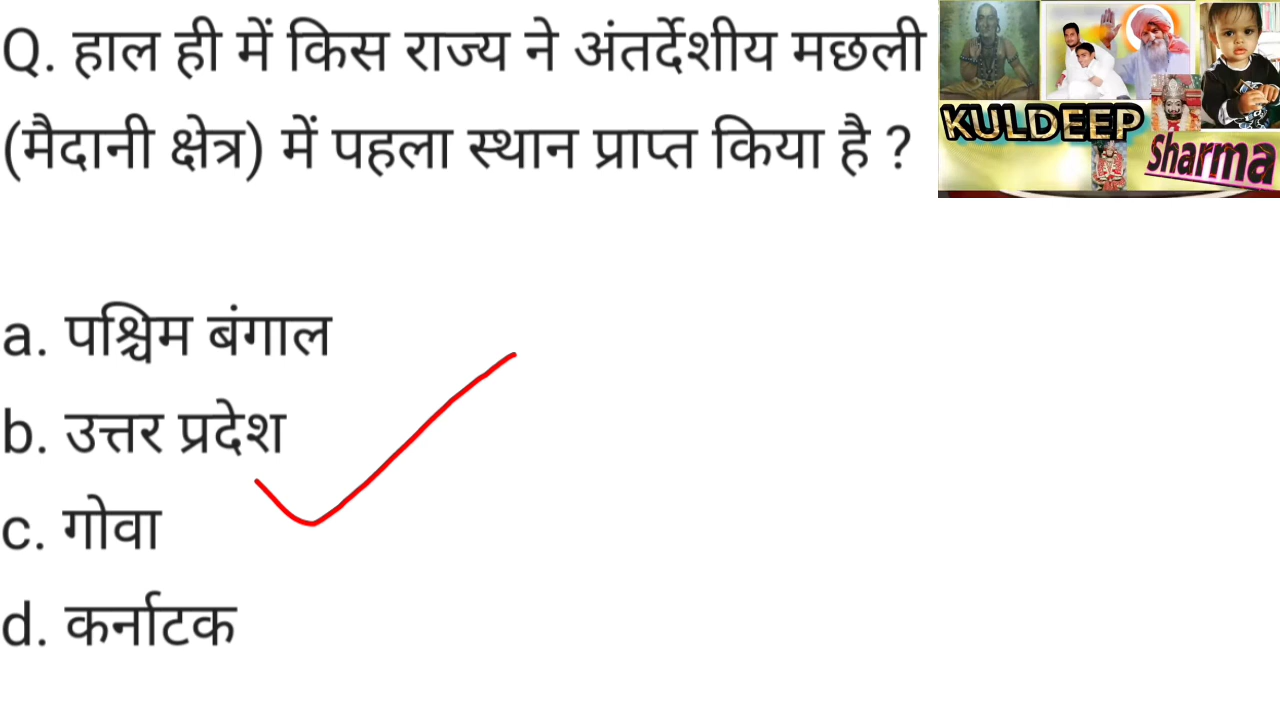 Q. हाल ही में किस राज्य ने अंतर्देशीय मछली
(मैदानी क्षेत्र) में पहला स्थान प्राप्त किया है ?
KULDEEP
Sharma
a. पश्चिम बंगाल
b. उत्तर प्रदेश
c. गोवा
d. कर्नाटक